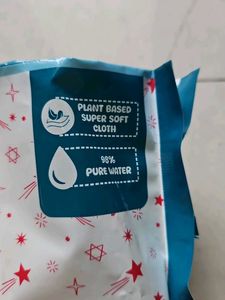 PLANT BASED
SUPER SOFT
CLOTH
98%
PURE WATER